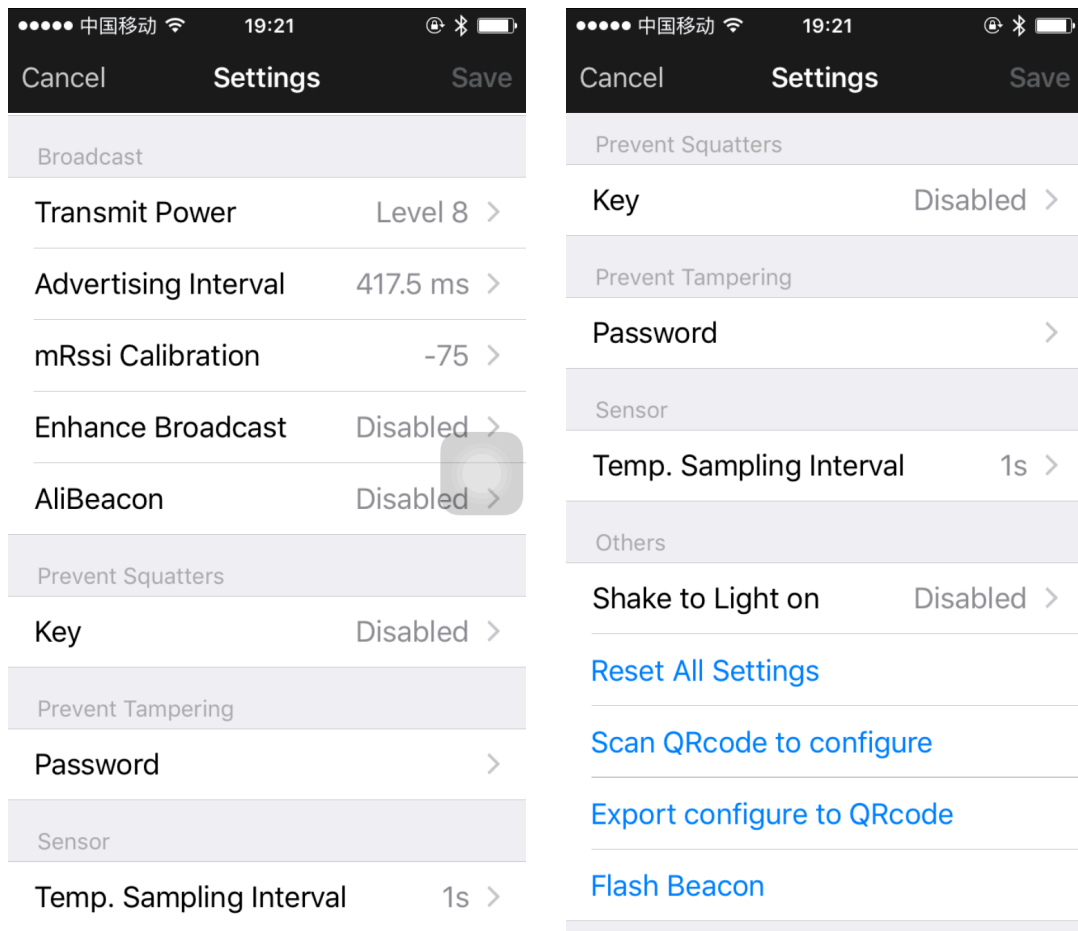 中国移动 19:21
Cancel Settings Save
Broadcast
Transmit Power Level 8
Advertising Interval 417.5 ms
mRssi Calibration -75
Enhance Broadcast Disabled
AliBeacon Disabled
Prevent Squatters
Key Disabled
Prevent Tampering
Password
Sensor
Temp. Sampling Interval 1s
中国移动 19:21
Cancel Settings Save
Prevent Squatters
Key Disabled
Prevent Tampering
Password
Sensor
Temp. Sampling Interval 1s
Others
Shake to Light on Disabled
Reset All Settings
Scan QRcode to configure
Export configure to QRcode
Flash Beacon